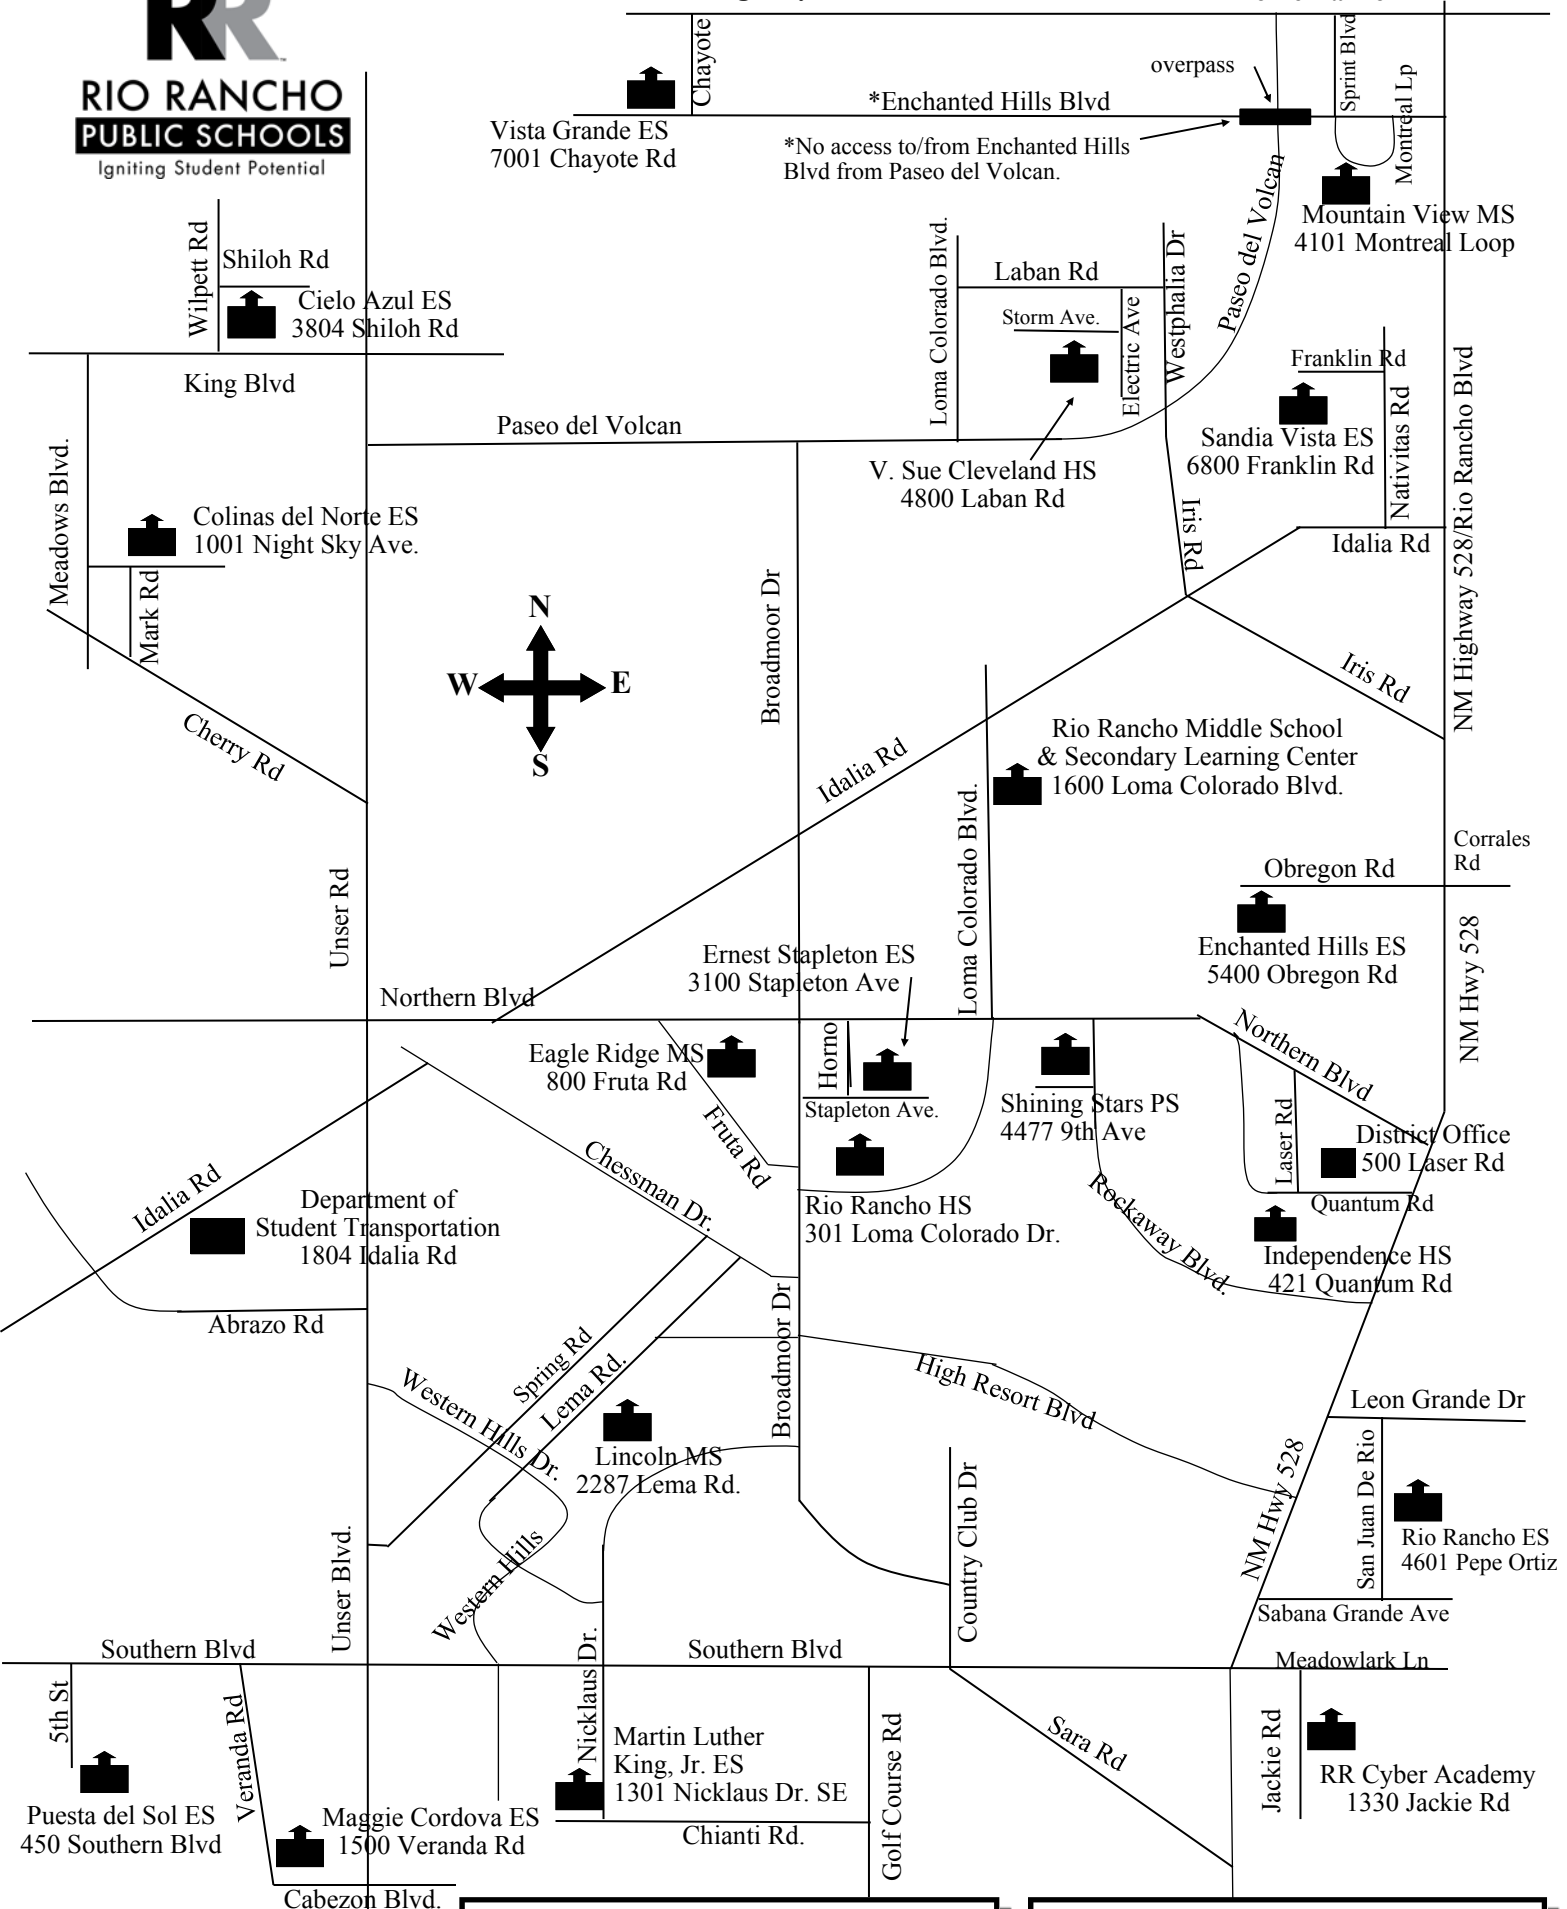 RR
RIO RANCHO
PUBLIC SCHOOLS
Igniting Student Potential
Chayote
Sprint Blvd
Montreal Lp
overpass
*Enchanted Hills Blvd
Vista Grande ES
7001 Chayote Rd
*No access to/from Enchanted Hills
Blvd from Paseo del Volcan.
Paseo del Volcan
Mountain View MS
4101 Montreal Loop
Wilpett Rd
Shiloh Rd
Cielo Azul ES
3804 Shiloh Rd
King Blvd
Loma Colorado Blvd.
Laban Rd
Storm Ave.
Electric Ave
Westphalia Dr
Franklin Rd
Sandia Vista ES
6800 Franklin Rd
Nativitas Rd
NM Highway 528/Rio Rancho Blvd
Paseo del Volcan
V. Sue Cleveland HS
4800 Laban Rd
Meadows Blvd.
Colinas del Norte ES
1001 Night Sky Ave.
Mark Rd
Iris Rd
Idalia Rd
N
W
E
S
Broadmoor Dr
Iris Rd
Cherry Rd
Idalia Rd
Rio Rancho Middle School
& Secondary Learning Center
1600 Loma Colorado Blvd.
Loma Colorado Blvd.
Corrales
Rd
Obregon Rd
Unser Rd
Enchanted Hills ES
5400 Obregon Rd
NM Hwy 528
Ernest Stapleton ES
3100 Stapleton Ave
Northern Blvd
Northern Blvd
Eagle Ridge MS
800 Fruta Rd
Horno
Stapleton Ave.
Fruta Rd
Shining Stars PS
4477 9th Ave
Laser Rd
District Office
500 Laser Rd
Quantum Rd
Chessman Dr.
Rio Rancho HS
301 Loma Colorado Dr.
Rockaway Blvd.
Independence HS
421 Quantum Rd
Idalia Rd
Department of
Student Transportation
1804 Idalia Rd
Abrazo Rd
Broadmoor Dr
Spring Rd
Lema Rd.
High Resort Blvd
Western Hills Dr.
Lincoln MS
2287 Lema Rd.
Leon Grande Dr
San Juan De Rio
NM Hwy 528
Rio Rancho ES
4601 Pepe Ortiz
Country Club Dr
Western Hills
Unser Blvd.
Sabana Grande Ave
Southern Blvd
Nicklaus Dr.
Southern Blvd
Meadowlark Ln
5th St
Veranda Rd
Martin Luther
King, Jr. ES
1301 Nicklaus Dr. SE
Golf Course Rd
Sara Rd
Jackie Rd
RR Cyber Academy
1330 Jackie Rd
Puesta del Sol ES
450 Southern Blvd
Maggie Cordova ES
1500 Veranda Rd
Chianti Rd.
Cabezon Blvd.